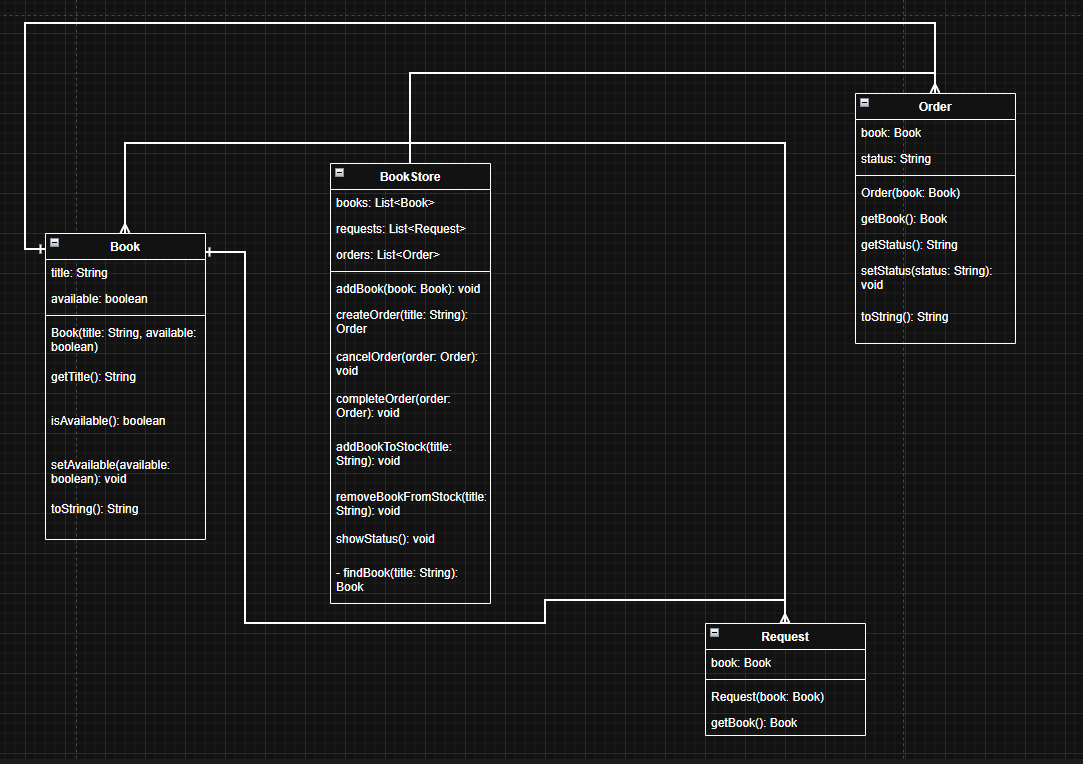 Order
book: Book
status: String
Order(book: Book)
getBook(): Book
getStatus(): String
setStatus(status: String):
void
toString(): String
BookStore
books: List<Book>
requests: List<Request>
orders: List<Order>
addBook(book: Book): void
createOrder(title: String):
Order
cancelOrder(order: Order):
void
completeOrder(order:
Order): void
addBookToStock(title:
String): void
removeBookFromStock(title:
String): void
showStatus(): void
- findBook(title: String):
Book
Book
title: String
available: boolean
Book(title: String, available:
boolean)
getTitle(): String
isAvailable(): boolean
setAvailable(available:
boolean): void
toString(): String
Request
book: Book
Request(book: Book)
getBook(): Book